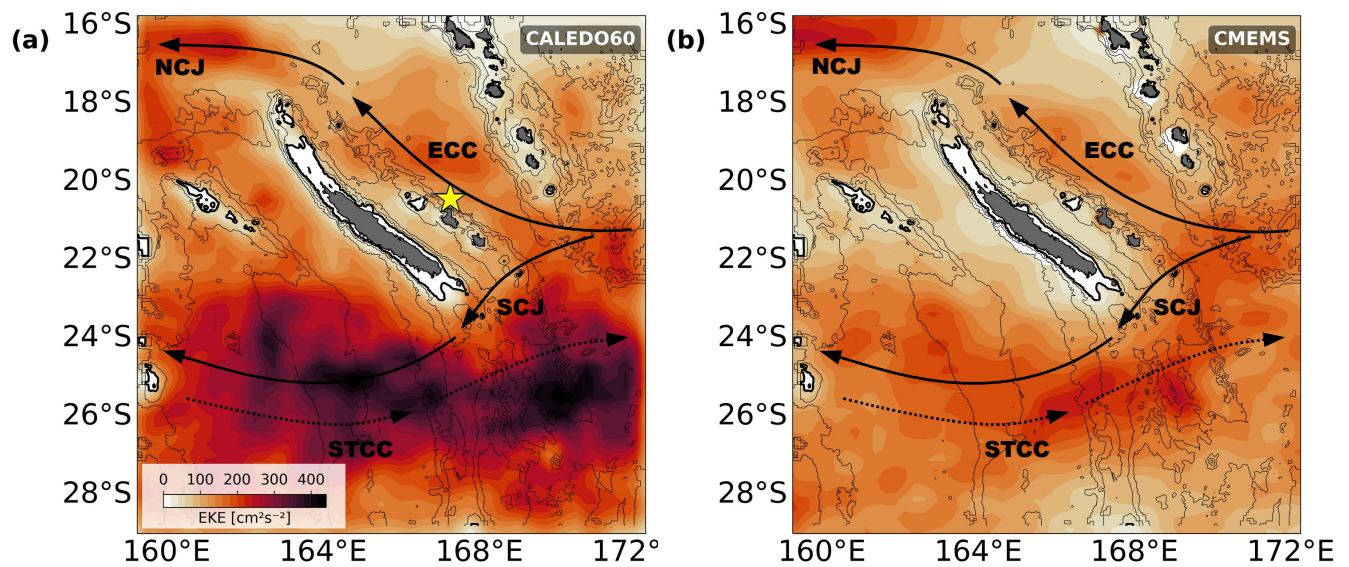 (a)
16°S
18°S
20°S
22°S
24°S
26°S
28°S
CALEDO60
NCJ
ECC
SCJ
STCC
0 100 200 300 400
EKE [cm²s⁻²]
160°E 164°E 168°E 172°
(b)
16°S
18°S
20°S
22°S
24°S
26°S
28°S
CMEMS
NCJ
ECC
SCJ
STCC
160°E 164°E 168°E 172°E